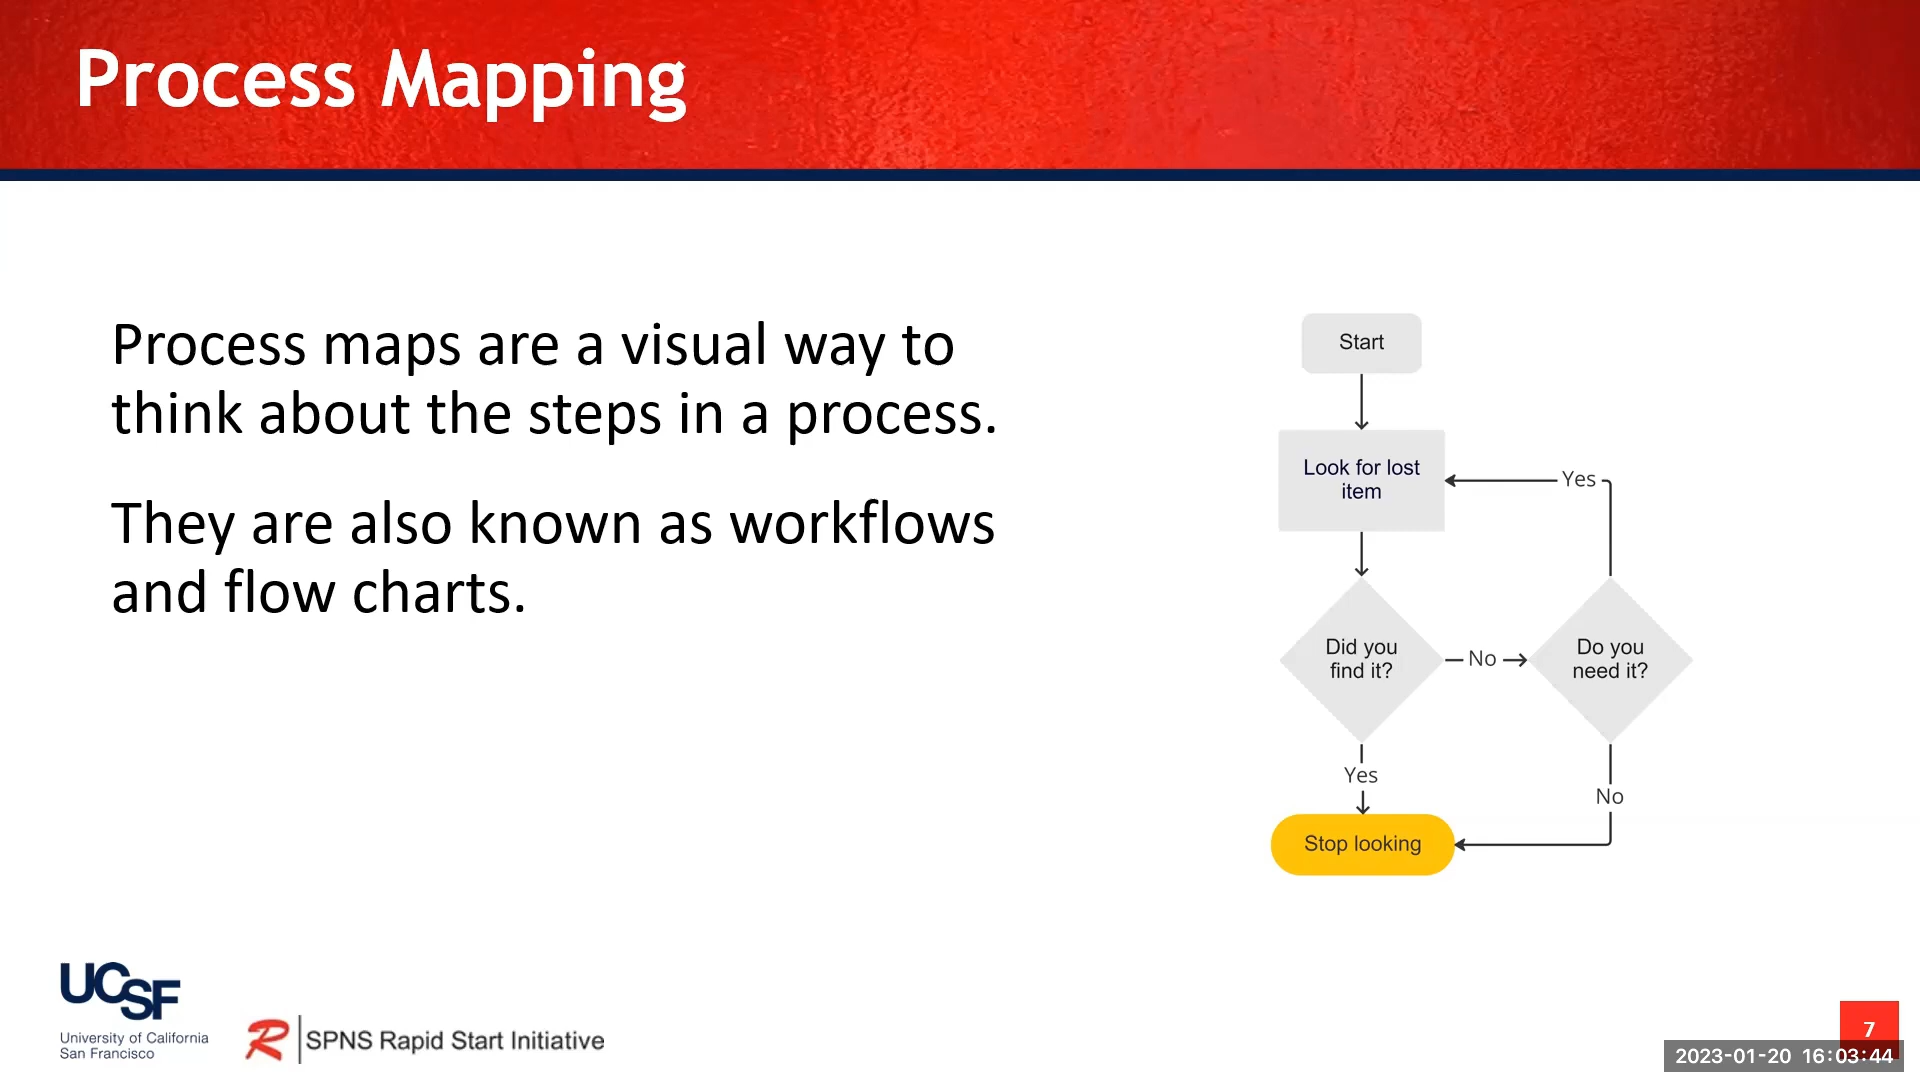 Process Mapping
Process maps are a visual way to
think about the steps in a process.
They are also known as workflows
and flow charts.
Start
Look for lost
item
Yes
Did you
find it?
No
Do you
need it?
Yes
No
Stop looking
UCSF
University of California
San Francisco
R
SPNS Rapid Start Initiative
7
2023-01-20 16:03:44